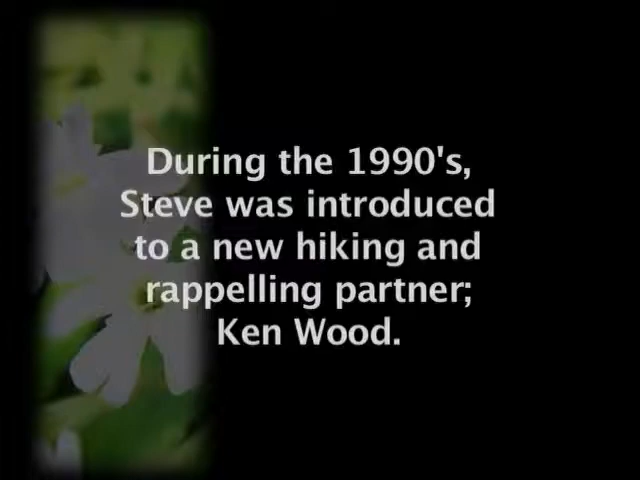 During the 1990's,
Steve was introduced
to a new hiking and
rappelling partner;
Ken Wood.